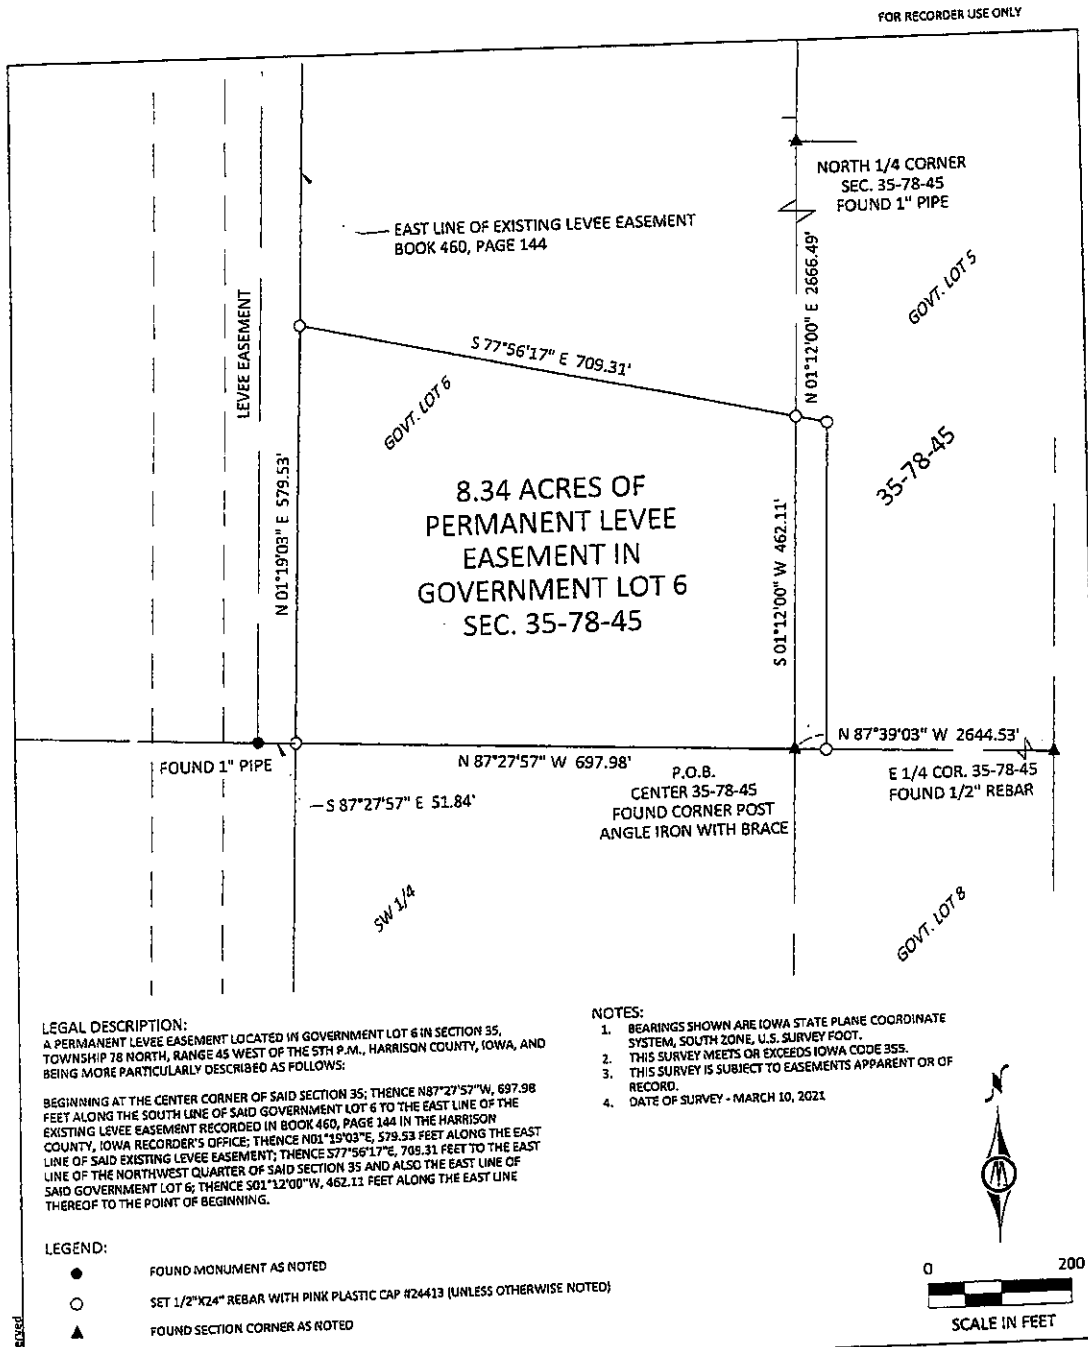 FOR RECORDER USE ONLY
NORTH 1/4 CORNER
SEC. 35-78-45
FOUND 1" PIPE
EAST LINE OF EXISTING LEVEE EASEMENT
BOOK 460, PAGE 144
N 01°12'00" E 2666.49'
GOVT. LOT 5
LEVEE EASEMENT
S 77°56'17" E 709.31'
GOVT. LOT 6
35-78-45
N 01°19'03" E 579.53'
8.34 ACRES OF
PERMANENT LEVEE
EASEMENT IN
GOVERNMENT LOT 6
SEC. 35-78-45
S 01°12'00" W 462.11'
FOUND 1" PIPE
N 87°27'57" W 697.98'
N 87°39'03" W 2644.53'
S 87°27'57" E 51.84'
P.O.B.
CENTER 35-78-45
FOUND CORNER POST
ANGLE IRON WITH BRACE
E 1/4 COR. 35-78-45
FOUND 1/2" REBAR
SW 1/4
GOVT. LOT 8
LEGAL DESCRIPTION:
A PERMANENT LEVEE EASEMENT LOCATED IN GOVERNMENT LOT 6 IN SECTION 35,
TOWNSHIP 78 NORTH, RANGE 45 WEST OF THE 5TH P.M., HARRISON COUNTY, IOWA, AND
BEING MORE PARTICULARLY DESCRIBED AS FOLLOWS:
BEGINNING AT THE CENTER CORNER OF SAID SECTION 35; THENCE N87°27'57"W, 697.98
FEET ALONG THE SOUTH LINE OF SAID GOVERNMENT LOT 6 TO THE EAST LINE OF THE
EXISTING LEVEE EASEMENT RECORDED IN BOOK 460, PAGE 144 IN THE HARRISON
COUNTY, IOWA RECORDER'S OFFICE; THENCE N01°19'03"E, 579.53 FEET ALONG THE EAST
LINE OF SAID EXISTING LEVEE EASEMENT; THENCE S77°56'17"E, 709.31 FEET TO THE EAST
LINE OF THE NORTHWEST QUARTER OF SAID SECTION 35 AND ALSO THE EAST LINE OF
SAID GOVERNMENT LOT 6; THENCE S01°12'00"W, 462.11 FEET ALONG THE EAST LINE
THEREOF TO THE POINT OF BEGINNING.
NOTES:
1. BEARINGS SHOWN ARE IOWA STATE PLANE COORDINATE
SYSTEM, SOUTH ZONE, U.S. SURVEY FOOT.
2. THIS SURVEY MEETS OR EXCEEDS IOWA CODE 355.
3. THIS SURVEY IS SUBJECT TO EASEMENTS APPARENT OR OF
RECORD.
4. DATE OF SURVEY - MARCH 10, 2021
N
LEGEND:
FOUND MONUMENT AS NOTED
SET 1/2"X24" REBAR WITH PINK PLASTIC CAP #24413 (UNLESS OTHERWISE NOTED)
FOUND SECTION CORNER AS NOTED
0 200
SCALE IN FEET